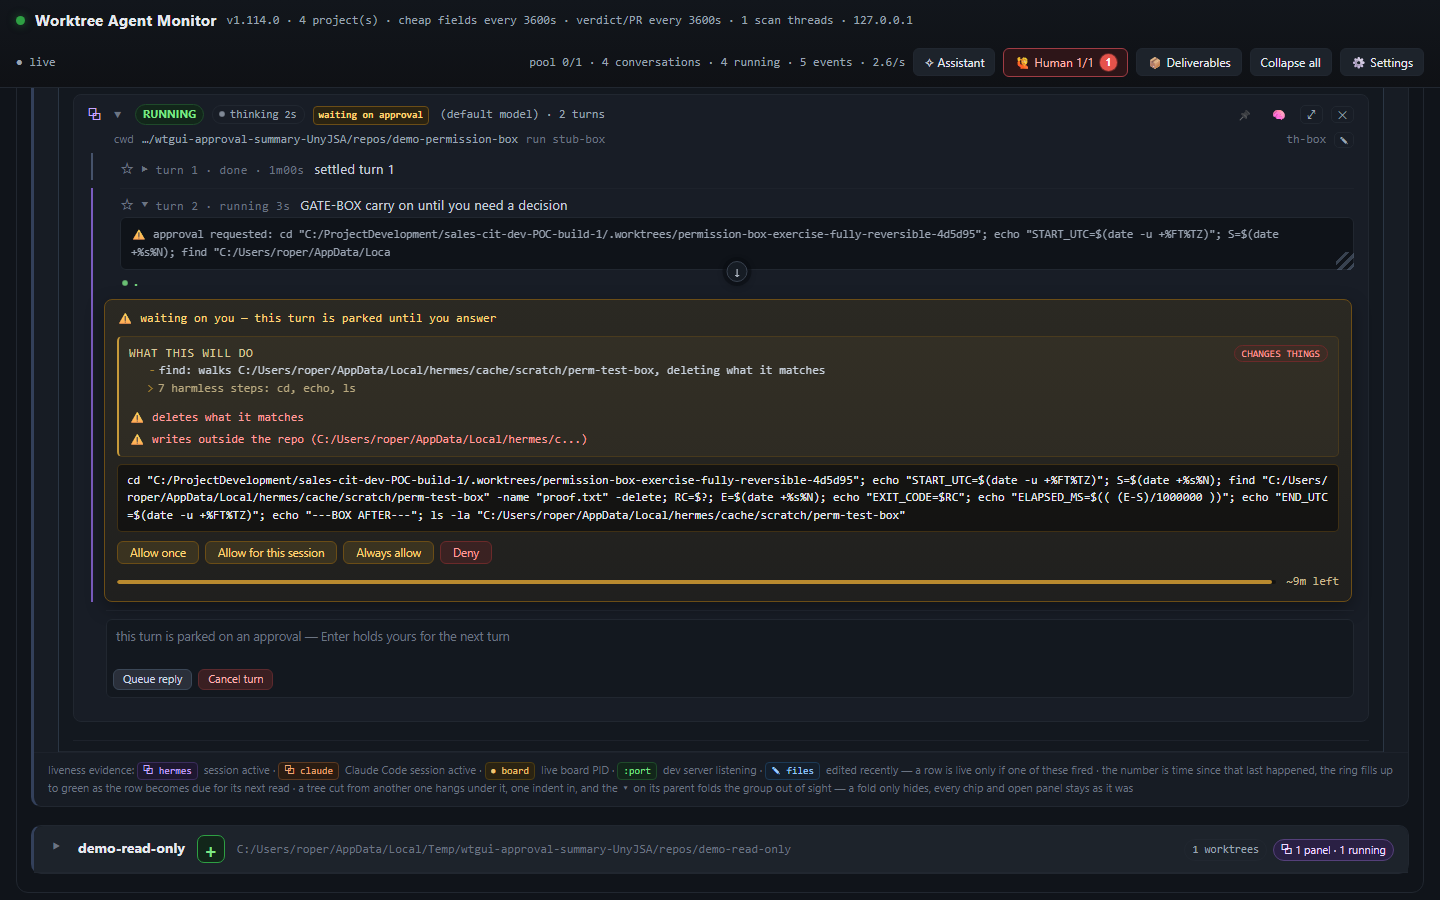 Worktree Agent Monitor v1.114.0 · 4 project(s) · cheap fields every 3600s · verdict/PR every 3600s · 1 scan threads · 127.0.0.1
live
pool 0/1 · 4 conversations · 4 running · 5 events · 2.6/s
Assistant
Human 1/1 1
Deliverables
Collapse all
Settings
RUNNING thinking 2s waiting on approval (default model) · 2 turns
cwd …/wtgui-approval-summary-UnyJSA/repos/demo-permission-box run stub-box
th-box
turn 1 · done · 1m00s settled turn 1
turn 2 · running 3s GATE-BOX carry on until you need a decision
approval requested: cd "C:/ProjectDevelopment/sales-cit-dev-POC-build-1/.worktrees/permission-box-exercise-fully-reversible-4d5d95"; echo "START_UTC=$(date -u +%FT%TZ)"; S=$(date
+%s%N); find "C:/Users/roper/AppData/Loca
.
waiting on you — this turn is parked until you answer
WHAT THIS WILL DO
CHANGES THINGS
- find: walks C:/Users/roper/AppData/Local/hermes/cache/scratch/perm-test-box, deleting what it matches
> 7 harmless steps: cd, echo, ls
deletes what it matches
writes outside the repo (C:/Users/roper/AppData/Local/hermes/c...)
cd "C:/ProjectDevelopment/sales-cit-dev-POC-build-1/.worktrees/permission-box-exercise-fully-reversible-4d5d95"; echo "START_UTC=$(date -u +%FT%TZ)"; S=$(date +%s%N); find "C:/Users/
roper/AppData/Local/hermes/cache/scratch/perm-test-box" -name "proof.txt" -delete; RC=$?; E=$(date +%s%N); echo "EXIT_CODE=$RC"; echo "ELAPSED_MS=$(( (E-S)/1000000 ))"; echo "END_UTC
=$(date -u +%FT%TZ)"; echo "---BOX AFTER---"; ls -la "C:/Users/roper/AppData/Local/hermes/cache/scratch/perm-test-box"
Allow once
Allow for this session
Always allow
Deny
~9m left
this turn is parked on an approval — Enter holds yours for the next turn
Queue reply
Cancel turn
liveness evidence: hermes session active · claude Claude Code session active · board live board PID · :port dev server listening · files edited recently — a row is live only if one of these fired · the number is time since that last happened, the ring fills up
to green as the row becomes due for its next read · a tree cut from another one hangs under it, one indent in, and the ▾ on its parent folds the group out of sight — a fold only hides, every chip and open panel stays as it was
demo-read-only + C:/Users/roper/AppData/Local/Temp/wtgui-approval-summary-UnyJSA/repos/demo-read-only
1 worktrees
1 panel · 1 running